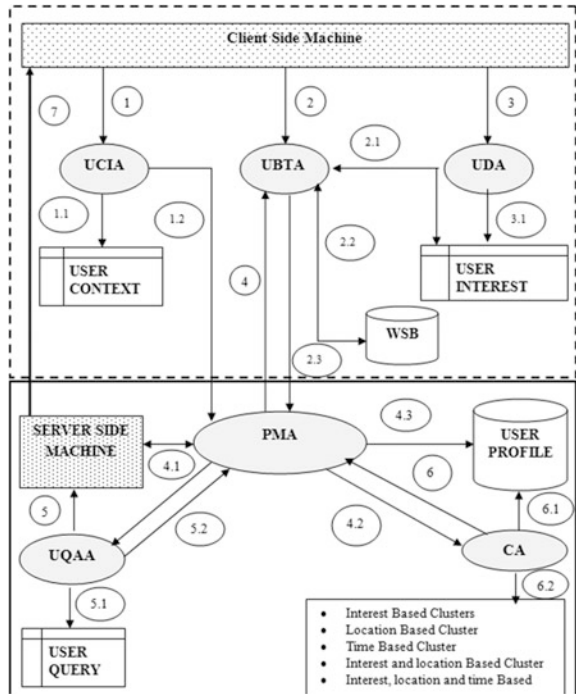 Client Side Machine
7
1
2
3
UCIA
UBTA
2.1
UDA
1.1
1.2
2.2
3.1
USER
CONTEXT
4
USER
INTEREST
WSB
2.3
SERVER SIDE
MACHINE
4.1
PMA
4.3
USER
PROFILE
5
5.2
4.2
6
6.1
UQAA
CA
5.1
6.2
USER
QUERY
• Interest Based Clusters
• Location Based Cluster
• Time Based Cluster
• Interest and location Based Cluster
• Interest, location and time Based